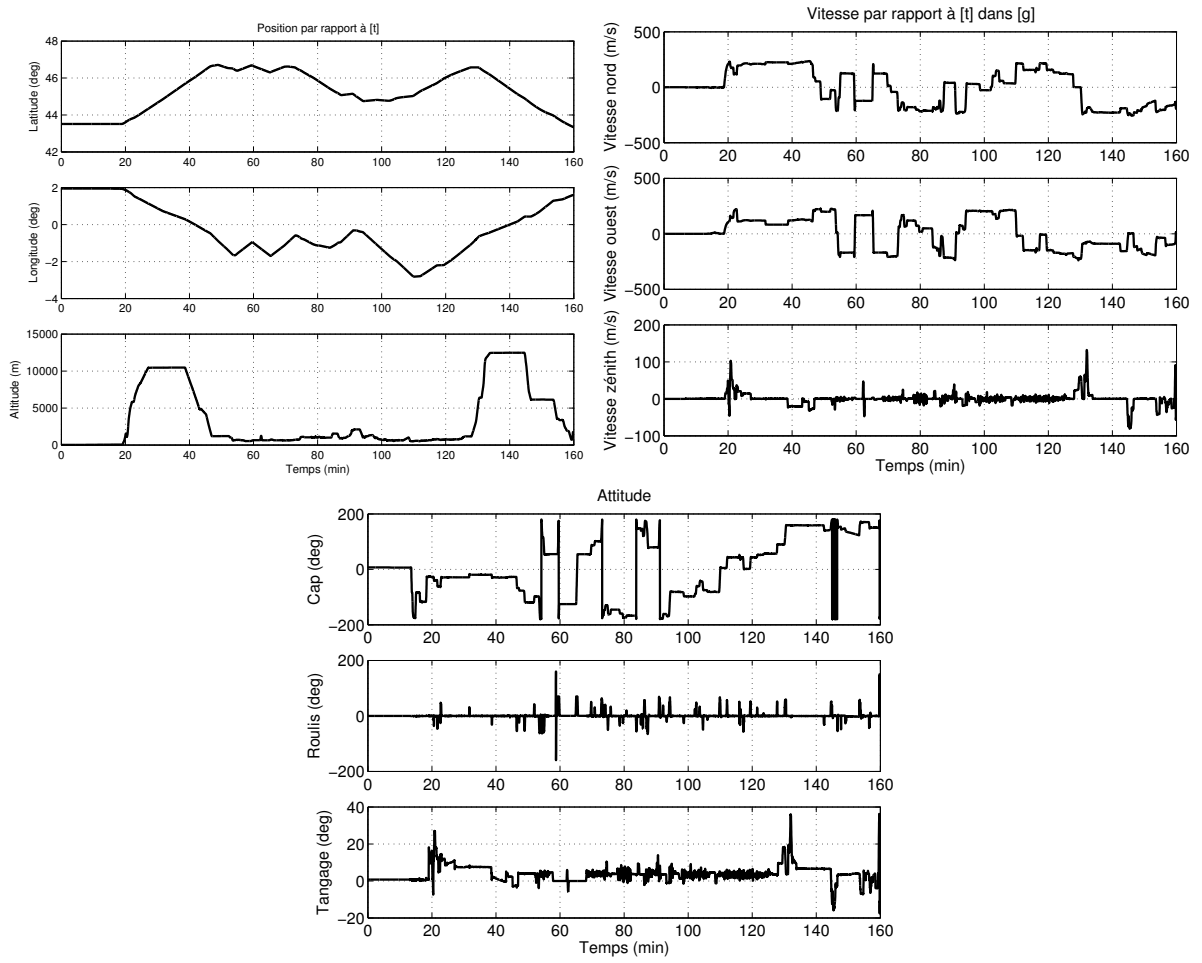 Position par rapport à [t]
48
46
44
42
Latitude (deg)
0 20 40 60 80 100 120 140 160
2
0
−2
−4
Longitude (deg)
0 20 40 60 80 100 120 140 160
15000
10000
5000
0
Altitude (m)
0 20 40 60 80 100 120 140 160
Temps (min)
Vitesse par rapport à [t] dans [g]
500
0
−500
Vitesse nord (m/s)
0 20 40 60 80 100 120 140 160
500
0
−500
Vitesse ouest (m/s)
0 20 40 60 80 100 120 140 160
200
100
0
−100
Vitesse zénith (m/s)
0 20 40 60 80 100 120 140 160
Temps (min)
Attitude
200
0
−200
Cap (deg)
0 20 40 60 80 100 120 140 160
200
0
−200
Roulis (deg)
0 20 40 60 80 100 120 140 160
40
20
0
−20
Tangage (deg)
0 20 40 60 80 100 120 140 160
Temps (min)